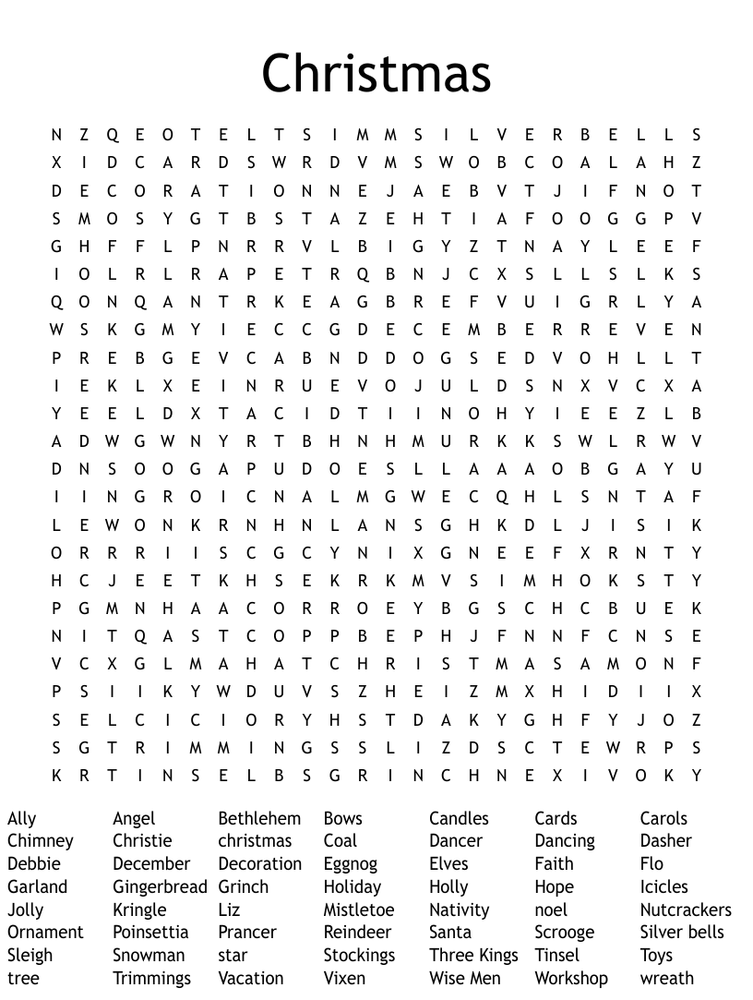 Christmas
N Z Q E O T E L T S I M M S I L V E R B E L L S
X I D C A R D S W R D V M S W O B C O A L A H Z
D E C O R A T I O N N E J A E B V T J I F N O T
S M O S Y G T B S T A Z E H T I A F O O G G P V
G H F F L P N R R V L B I G Y Z T N A Y L E E F
I O L R L R A P E T R Q B N J C X S L L S L K S
Q O N Q A N T R K E A G B R E F V U I G R L Y A
W S K G M Y I E C C G D E C E M B E R R E V E N
P R E B G E V C A B N D D O G S E D V O H L L T
I E K L X E I N R U E V O J U L D S N X V C X A
Y E E L D X T A C I D T I I N O H Y I E E Z L B
A D W G W N Y R T B H N H M U R K K S W L R W V
D N S O O G A P U D O E S L L A A A O B G A Y U
I I N G R O I C N A L M G W E C Q H L S N T A F
L E W O N K R N H N L A N S G H K D L J I S I K
O R R R I I S C G C Y N I X G N E E F X R N T Y
H C J E E T K H S E K R K M V S I M H O K S T Y
P G M N H A A C O R R O E Y B G S C H C B U E K
N I T Q A S T C O P P B E P H J F N N F C N S E
V C X G L M A H A T C H R I S T M A S A M O N F
P S I I K Y W D U V S Z H E I Z M X H I D I I X
S E L C I C I O R Y H S T D A K Y G H F Y J O Z
S G T R I M M I N G S S L I Z D S C T E W R P S
K R T I N S E L B S G R I N C H N E X I V O K Y
Ally Angel Bethlehem Bows Candles Cards Carols
Chimney Christie christmas Coal Dancer Dancing Dasher
Debbie December Decoration Eggnog Elves Faith Flo
Garland Gingerbread Grinch Holiday Holly Hope Icicles
Jolly Kringle Liz Mistletoe Nativity noel Nutcrackers
Ornament Poinsettia Prancer Reindeer Santa Scrooge Silver bells
Sleigh Snowman star Stockings Three Kings Tinsel Toys
tree Trimmings Vacation Vixen Wise Men Workshop wreath